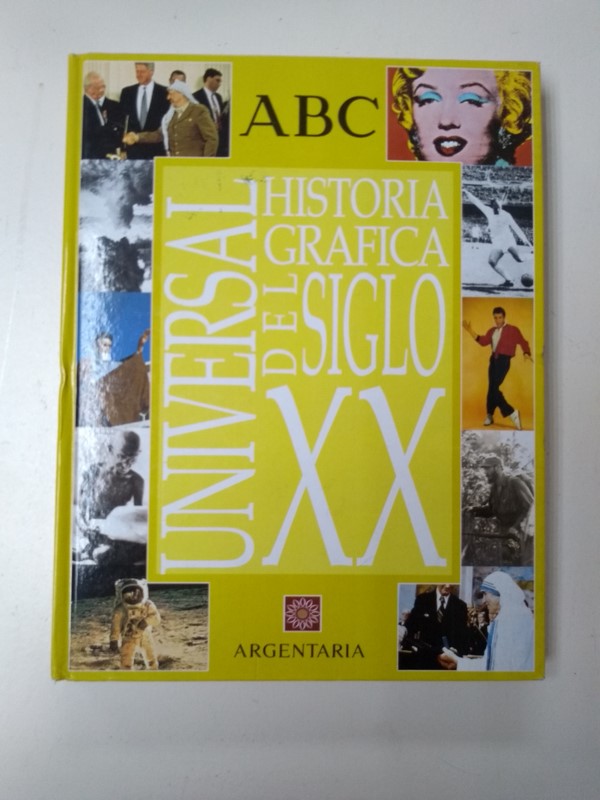 ABC
UNIVERSAL
HISTORIA
GRAFICA
DEL SIGLO
XX
ARGENTARIA